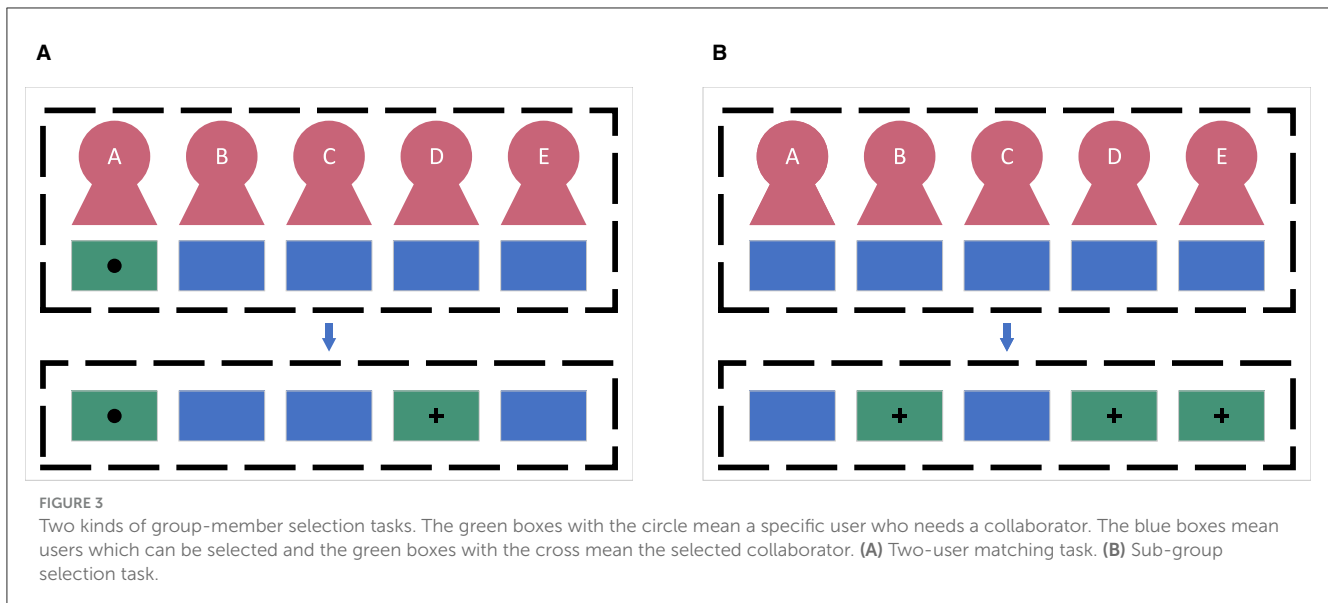 A
B
A B C D E
A B C D E
FIGURE 3
Two kinds of group-member selection tasks. The green boxes with the circle mean a specific user who needs a collaborator. The blue boxes mean
users which can be selected and the green boxes with the cross mean the selected collaborator. (A) Two-user matching task. (B) Sub-group
selection task.